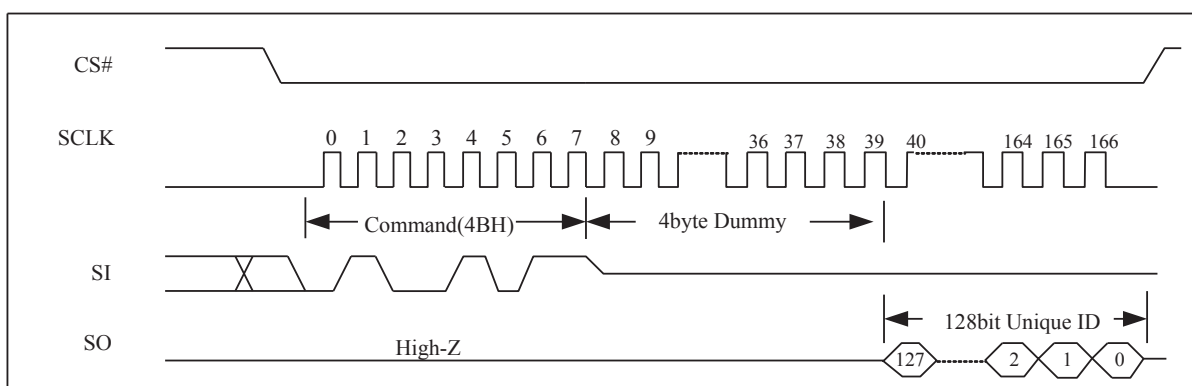 CS#
SCLK
0 1 2 3 4 5 6 7 8 9 36 37 38 39 40 164 165 166
Command(4BH) 4byte Dummy
SI
128bit Unique ID
SO
High-Z
127 2 1 0